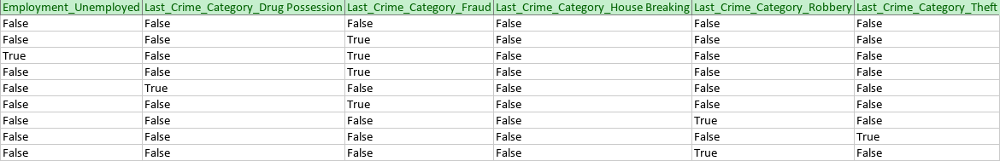 Employment_Unemployed Last_Crime_Category_Drug Possession Last_Crime_Category_Fraud Last_Crime_Category_House Breaking Last_Crime_Category_Robbery Last_Crime_Category_Theft
False False False False False False
False False True False False False
True False True False False False
False False True False False False
False True False False False False
False False True False False False
False False False False True False
False False False False False True
False False False False True False